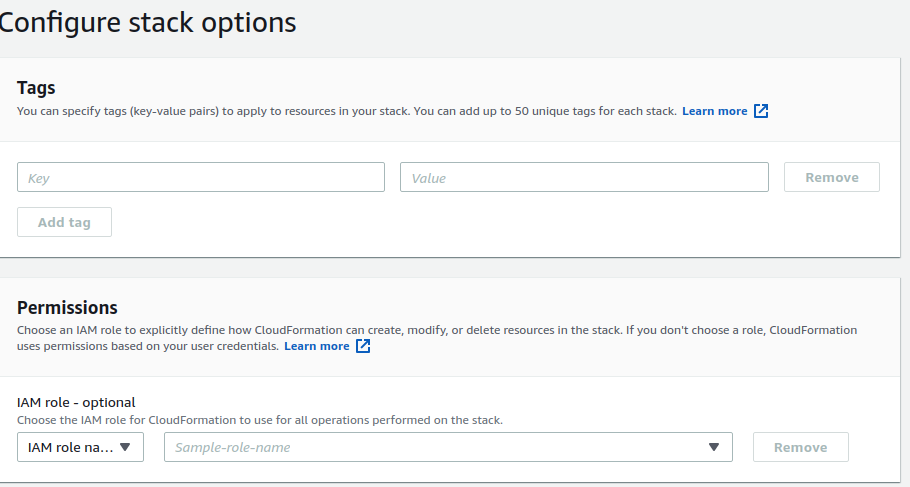 Configure stack options
Tags
You can specify tags (key-value pairs) to apply to resources in your stack. You can add up to 50 unique tags for each stack. Learn more
Key Value Remove
Add tag
Permissions
Choose an IAM role to explicitly define how CloudFormation can create, modify, or delete resources in the stack. If you don't choose a role, CloudFormation
uses permissions based on your user credentials. Learn more
IAM role - optional
Choose the IAM role for CloudFormation to use for all operations performed on the stack.
IAM role na... Sample-role-name Remove